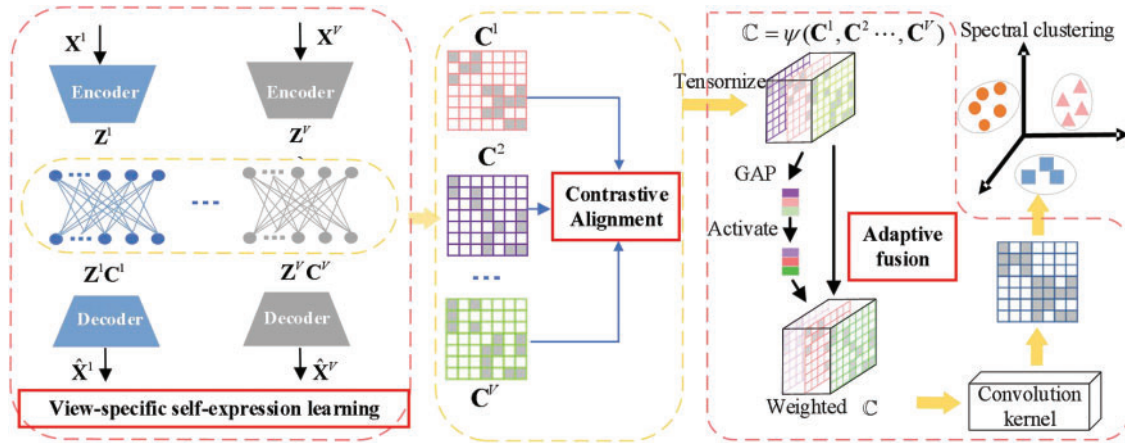 X¹
X^V
Encoder
Encoder
Z¹
Z^V
Z¹C¹
Z^V C^V
Decoder
Decoder
X̂¹
X̂^V
View-specific self-expression learning
C¹
C²
C^V
Contrastive
Alignment
ℂ = ψ(C¹, C² ⋯, C^V)
Tensornize
GAP
Activate
Adaptive
fusion
Weighted ℂ
Convolution
kernel
Spectral clustering